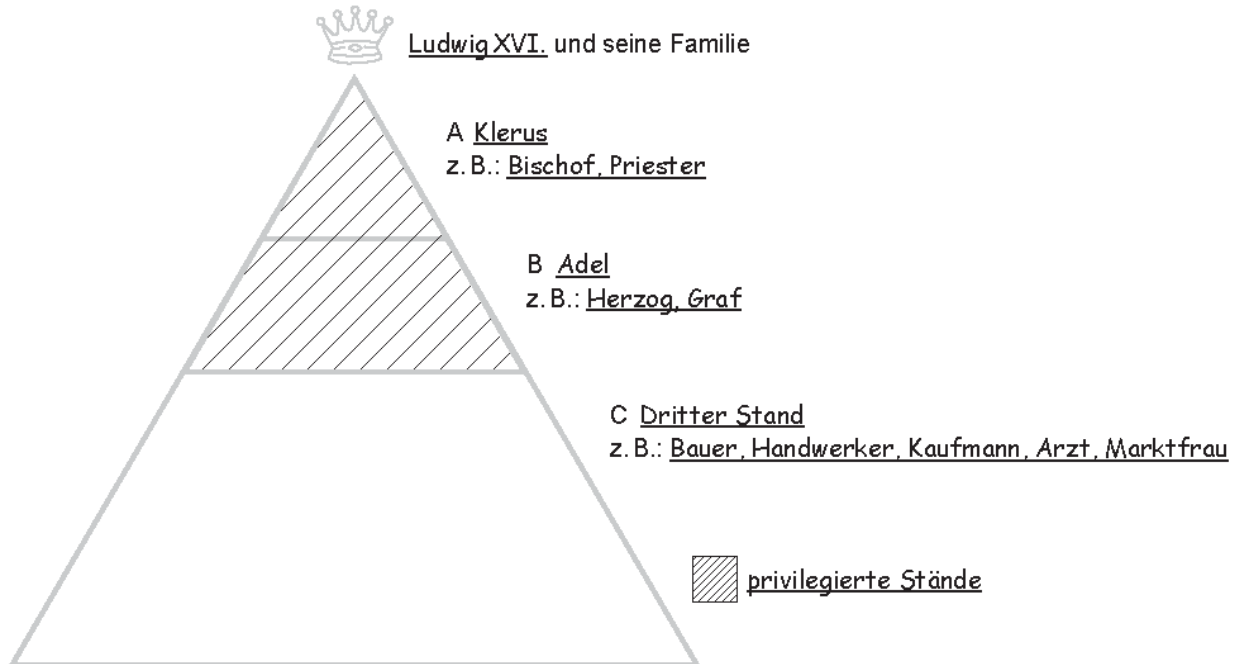 Ludwig XVI. und seine Familie
A Klerus
z. B.: Bischof, Priester
B Adel
z. B.: Herzog, Graf
C Dritter Stand
z. B.: Bauer, Handwerker, Kaufmann, Arzt, Marktfrau
privilegierte Stände